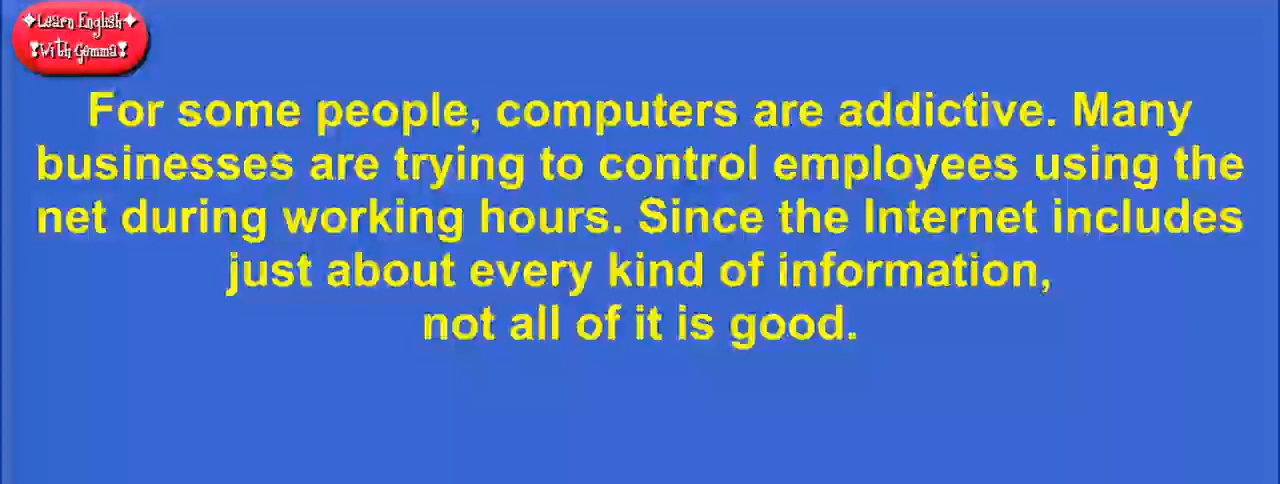 Learn English
With Gemma
For some people, computers are addictive. Many
businesses are trying to control employees using the
net during working hours. Since the Internet includes
just about every kind of information,
not all of it is good.